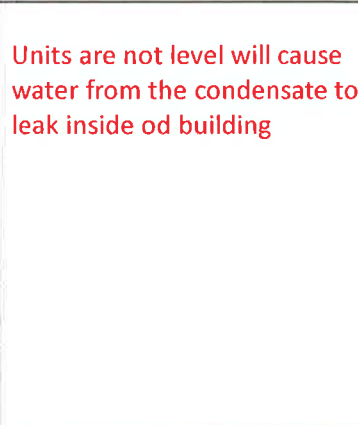 Units are not level will cause
water from the condensate to
leak inside od building